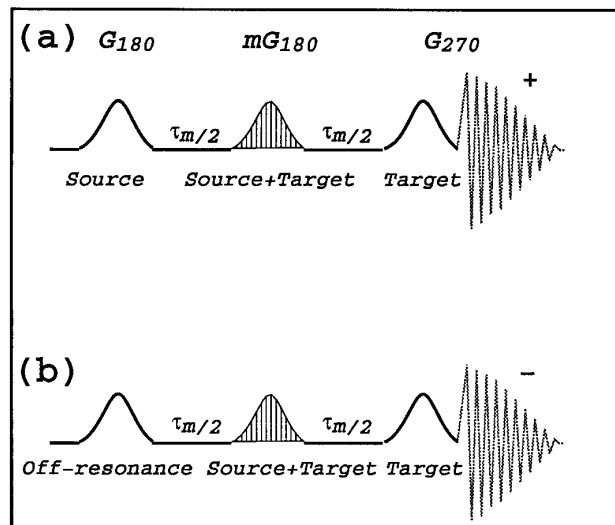 (a) G180 mG180 G270
+
τm/2 τm/2
Source Source+Target Target
(b) −
τm/2 τm/2
Off-resonance Source+Target Target